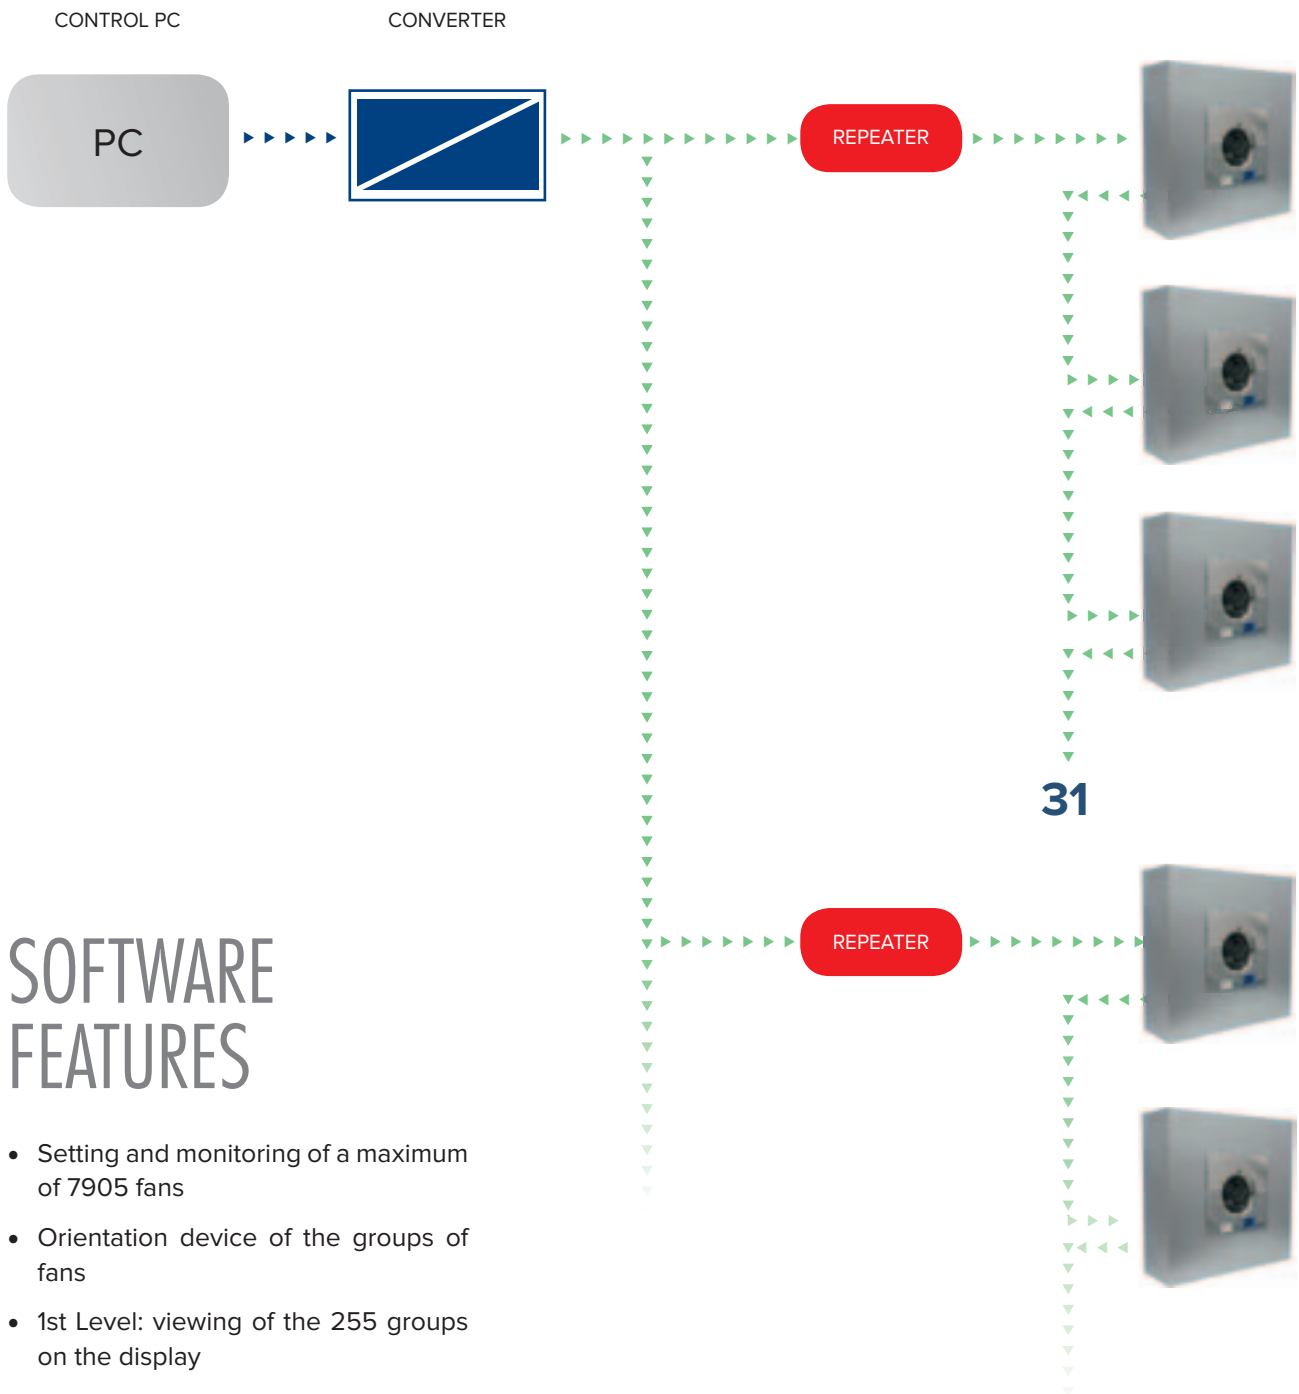 CONTROL PC
CONVERTER
PC
REPEATER
31
REPEATER
SOFTWARE
FEATURES
• Setting and monitoring of a maximum
of 7905 fans
• Orientation device of the groups of
fans
• 1st Level: viewing of the 255 groups
on the display